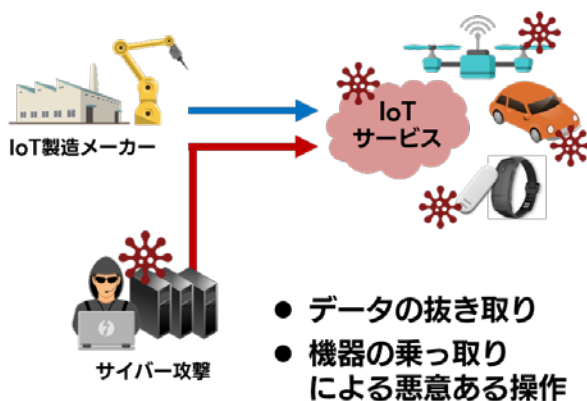 IoT製造メーカー
IoT
サービス
サイバー攻撃
● データの抜き取り
● 機器の乗っ取り
による悪意ある操作